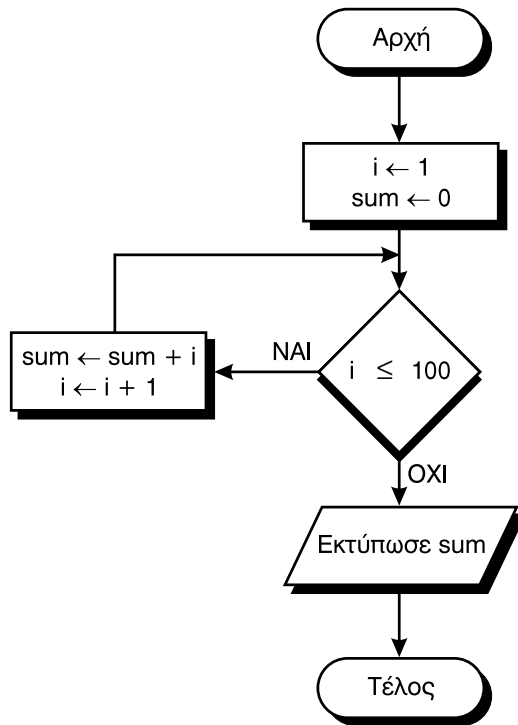 Αρχή
i ← 1
sum ← 0
i ≤ 100
ΝΑΙ
sum ← sum + i
i ← i + 1
ΟΧΙ
Εκτύπωσε sum
Τέλος